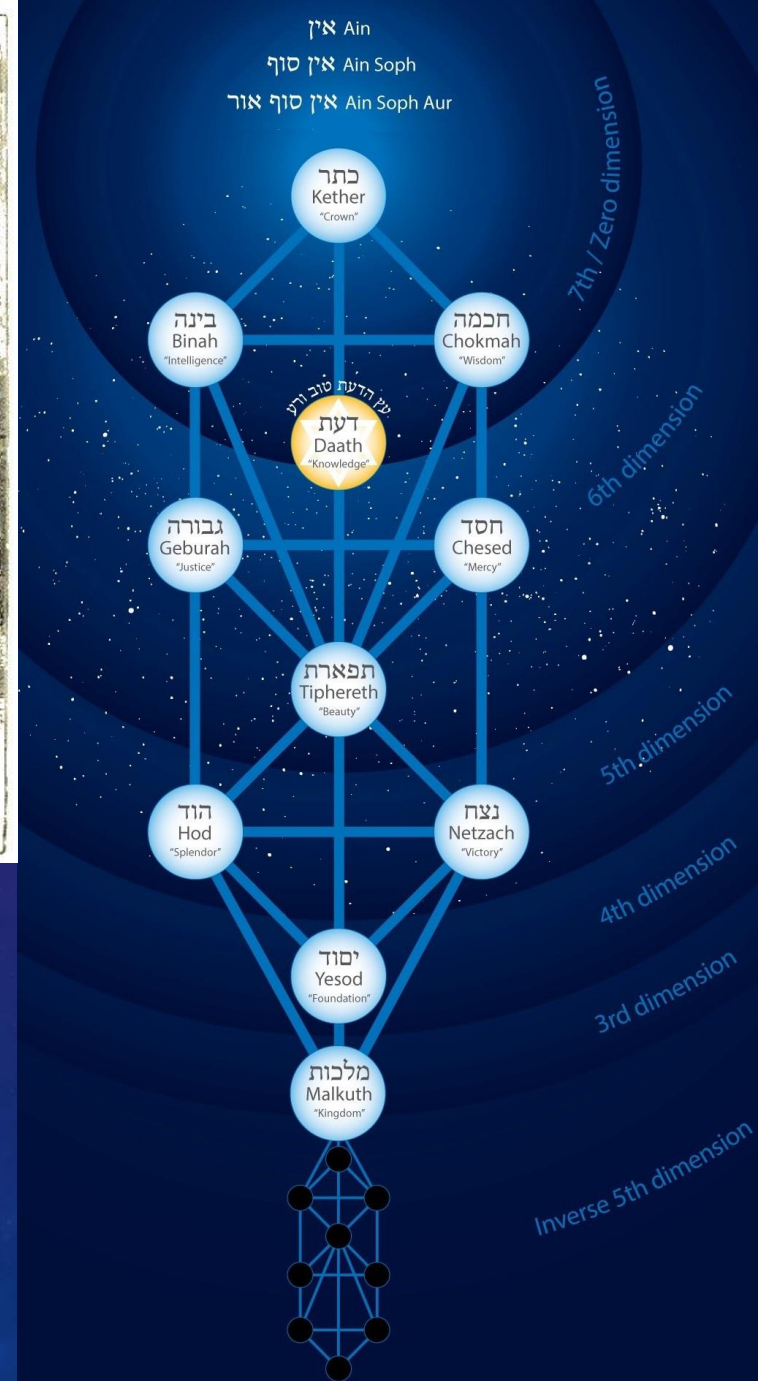 אין Ain
אין סוף Ain Soph
אין סוף אור Ain Soph Aur
7th / Zero dimension
כתר
Kether
"Crown"
בינה
Binah
"Intelligence"
חכמה
Chokmah
"Wisdom"
עץ הדעת טוב ורע
דעת
Daath
"Knowledge"
6th dimension
גבורה
Geburah
"Justice"
חסד
Chesed
"Mercy"
תפארת
Tiphereth
"Beauty"
5th dimension
הוד
Hod
"Splendor"
נצח
Netzach
"Victory"
4th dimension
יסוד
Yesod
"Foundation"
3rd dimension
מלכות
Malkuth
"Kingdom"
Inverse 5th dimension